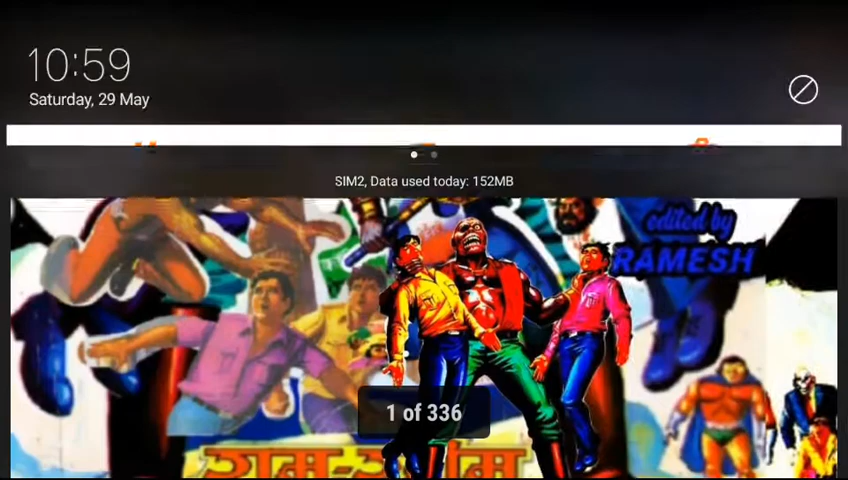 10:59
Saturday, 29 May
SIM2, Data used today: 152MB
edited by
RAMESH
1 of 336